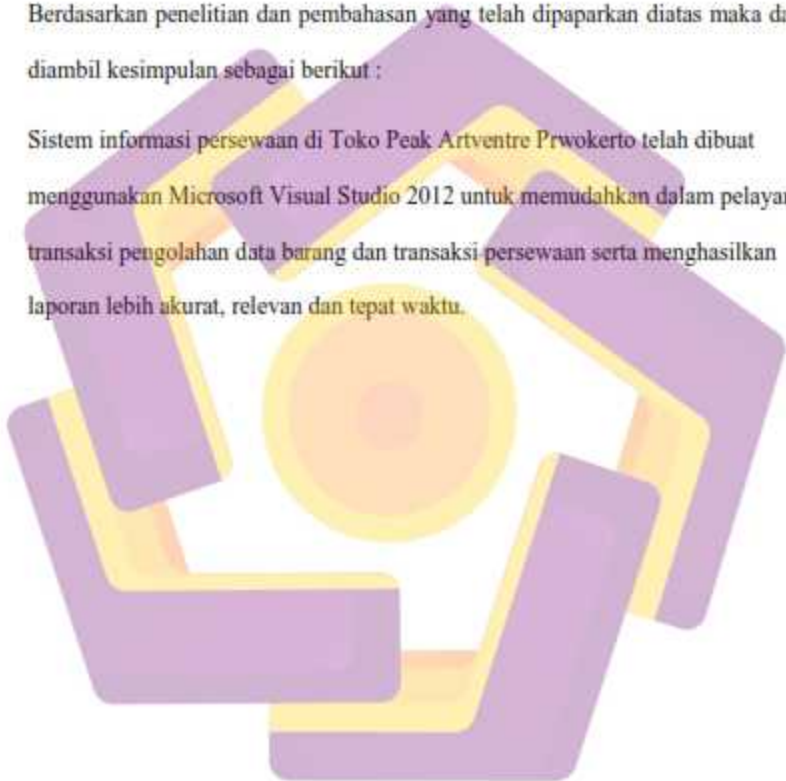 Berdasarkan penelitian dan pembahasan yang telah dipaparkan diatas maka da
diambil kesimpulan sebagai berikut :
Sistem informasi persewaan di Toko Peak Artventre Prwokerto telah dibuat
menggunakan Microsoft Visual Studio 2012 untuk memudahkan dalam pelayan
transaksi pengolahan data barang dan transaksi persewaan serta menghasilkan
laporan lebih akurat, relevan dan tepat waktu.